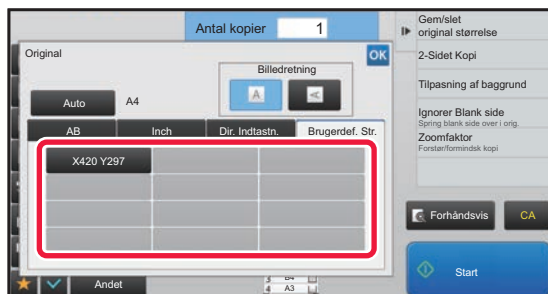 Antal kopier 1
Original
OK
Billedretning
A
A
Auto A4
AB Inch Dir. Indtastn. Brugerdef. Str.
X420 Y297
Andet
4 A3
Gem/slet
original størrelse
2-Sidet Kopi
Tilpasning af baggrund
Ignorer Blank side
Spring blank side over i orig.
Zoomfaktor
Forstør/formindsk kopi
Forhåndsvis CA
Start